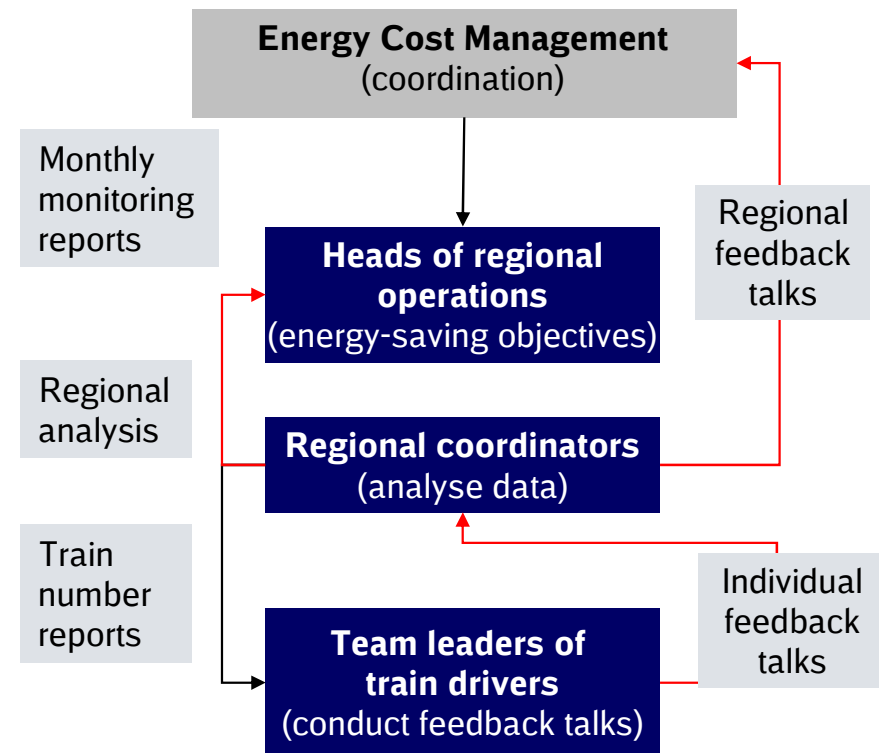 Energy Cost Management
(coordination)
Monthly
monitoring
reports
Regional
feedback
talks
Heads of regional
operations
(energy-saving objectives)
Regional
analysis
Regional coordinators
(analyse data)
Train
number
reports
Individual
feedback
talks
Team leaders of
train drivers
(conduct feedback talks)